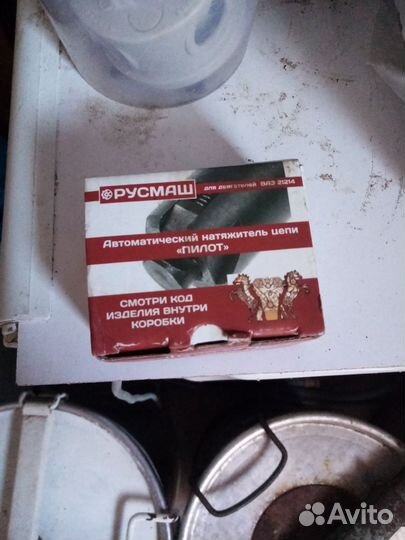 РУСМАШ
ДЛЯ ДВИГАТЕЛЕЙ ВАЗ 21214
Автоматический натяжитель цепи
«ПИЛОТ»
СМОТРИ КОД
ИЗДЕЛИЯ ВНУТРИ
КОРОБКИ
Avito